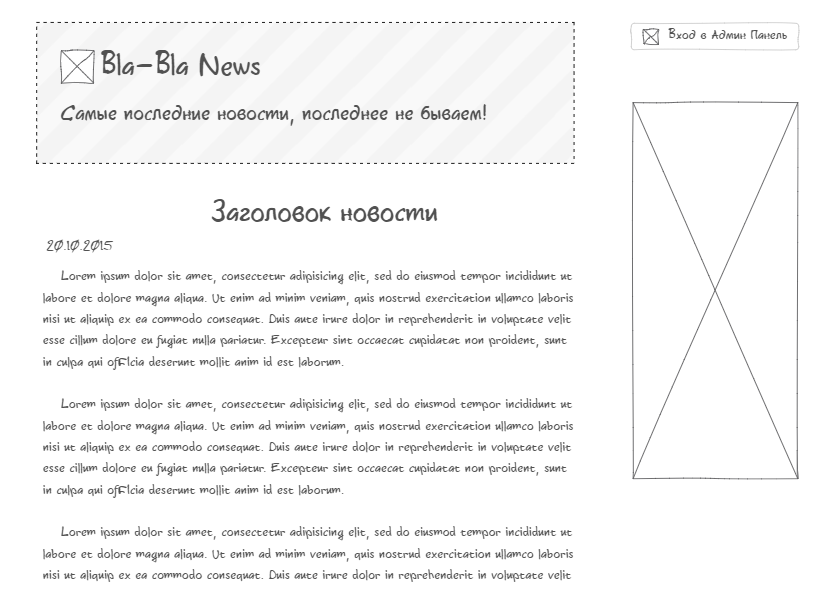 Bla-Bla News
Вход в Админ Панель
Самые последние новости, последнее не бываем!
Заголовок новости
20.10.2015
Lorem ipsum dolor sit amet, consectetur adipisicing elit, sed do eiusmod tempor incididunt ut
labore et dolore magna aliqua. Ut enim ad minim veniam, quis nostrud exercitation ullamco laboris
nisi ut aliquip ex ea commodo consequat. Duis aute irure dolor in reprehenderit in voluptate velit
esse cillum dolore eu fugiat nulla pariatur. Excepteur sint occaecat cupidatat non proident, sunt
in culpa qui officia deserunt mollit anim id est laborum.
Lorem ipsum dolor sit amet, consectetur adipisicing elit, sed do eiusmod tempor incididunt ut
labore et dolore magna aliqua. Ut enim ad minim veniam, quis nostrud exercitation ullamco laboris
nisi ut aliquip ex ea commodo consequat. Duis aute irure dolor in reprehenderit in voluptate velit
esse cillum dolore eu fugiat nulla pariatur. Excepteur sint occaecat cupidatat non proident, sunt
in culpa qui officia deserunt mollit anim id est laborum.
Lorem ipsum dolor sit amet, consectetur adipisicing elit, sed do eiusmod tempor incididunt ut
labore et dolore magna aliqua. Ut enim ad minim veniam, quis nostrud exercitation ullamco laboris
nisi ut aliquip ex ea commodo consequat. Duis aute irure dolor in reprehenderit in voluptate velit